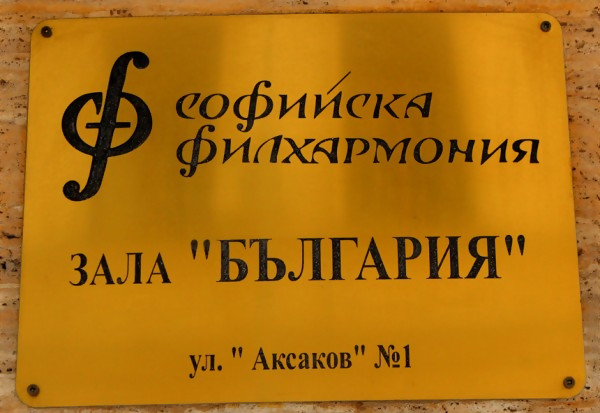 софийска
филхармония
ЗАЛА "БЪЛГАРИЯ"
ул. " Аксаков" №1